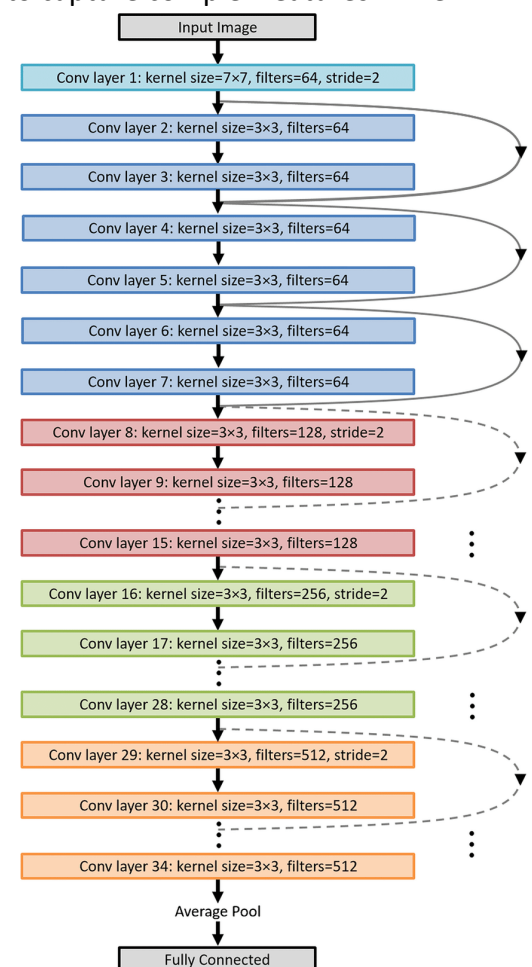 Input Image
Conv layer 1: kernel size=7×7, filters=64, stride=2
Conv layer 2: kernel size=3×3, filters=64
Conv layer 3: kernel size=3×3, filters=64
Conv layer 4: kernel size=3×3, filters=64
Conv layer 5: kernel size=3×3, filters=64
Conv layer 6: kernel size=3×3, filters=64
Conv layer 7: kernel size=3×3, filters=64
Conv layer 8: kernel size=3×3, filters=128, stride=2
Conv layer 9: kernel size=3×3, filters=128
Conv layer 15: kernel size=3×3, filters=128
Conv layer 16: kernel size=3×3, filters=256, stride=2
Conv layer 17: kernel size=3×3, filters=256
Conv layer 28: kernel size=3×3, filters=256
Conv layer 29: kernel size=3×3, filters=512, stride=2
Conv layer 30: kernel size=3×3, filters=512
Conv layer 34: kernel size=3×3, filters=512
Average Pool
Fully Connected